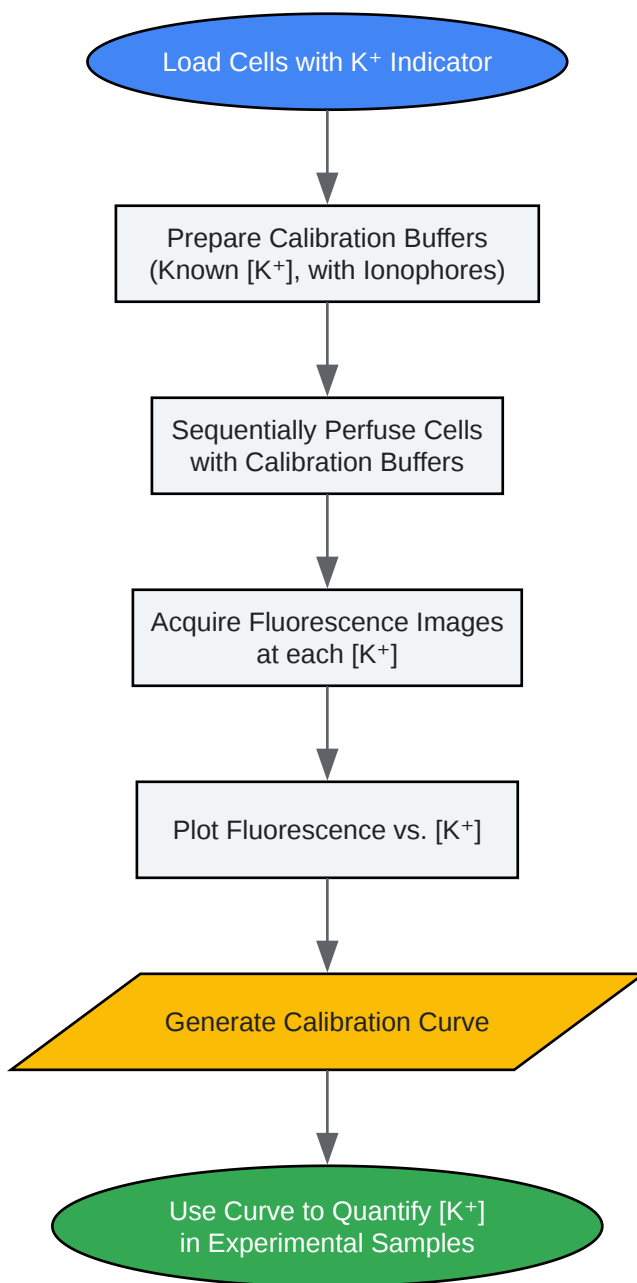 Load Cells with K⁺ Indicator
Prepare Calibration Buffers
(Known [K⁺], with Ionophores)
Sequentially Perfuse Cells
with Calibration Buffers
Acquire Fluorescence Images
at each [K⁺]
Plot Fluorescence vs. [K⁺]
Generate Calibration Curve
Use Curve to Quantify [K⁺]
in Experimental Samples